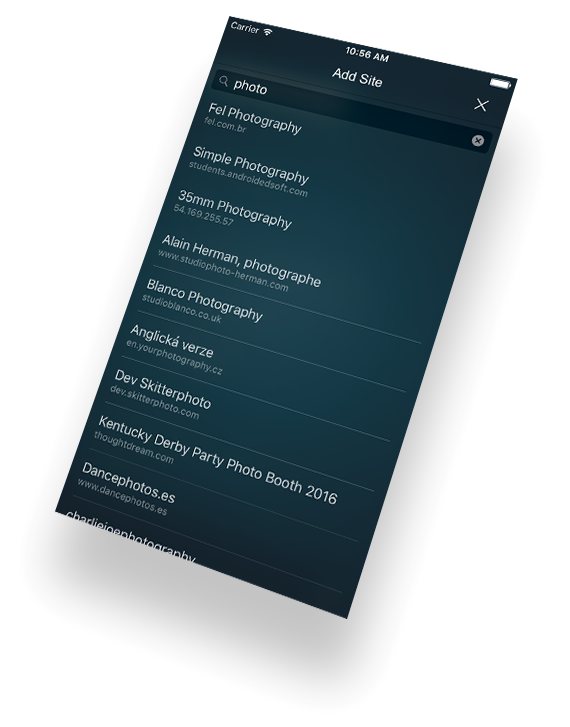 Carrier
10:56 AM
Add Site
photo
Fel Photography
fel.com.br
Simple Photography
students.androidedsoft.com
35mm Photography
54.169.255.57
Alain Herman, photographe
www.studiophoto-herman.com
Blanco Photography
studioblanco.co.uk
Anglická verze
en.yourphotography.cz
Dev Skitterphoto
dev.skitterphoto.com
Kentucky Derby Party Photo Booth 2016
thoughtdream.com
Dancephotos.es
www.dancephotos.es
charliejoephotography